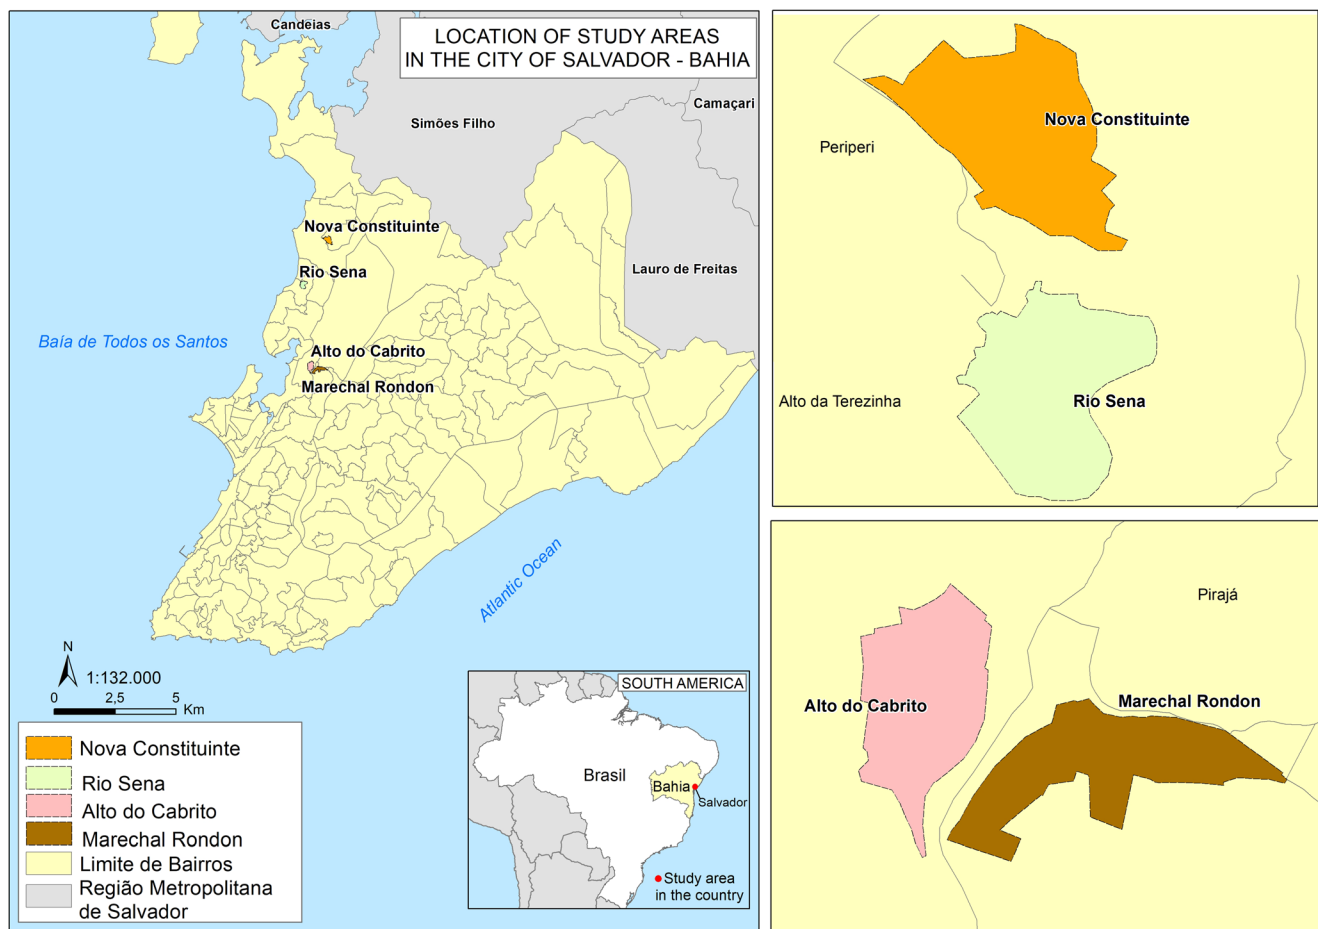 Candeias
LOCATION OF STUDY AREAS
IN THE CITY OF SALVADOR - BAHIA
Camaçari
Simões Filho
Nova Constituinte
Rio Sena
Lauro de Freitas
Baía de Todos os Santos
Alto do Cabrito
Marechal Rondon
Atlantic Ocean
N
1:132.000
0 2,5 5
Km
Nova Constituinte
Rio Sena
Alto do Cabrito
Marechal Rondon
Limite de Bairros
Região Metropolitana
de Salvador
SOUTH AMERICA
Brasil
Bahia
Salvador
Study area
in the country
Nova Constituinte
Periperi
Alto da Terezinha
Rio Sena
Pirajá
Alto do Cabrito
Marechal Rondon